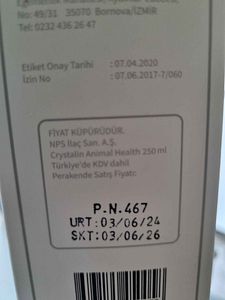 No: 49/31 35070 Bornova/İZMİR
Tel: 0232 436 26 47
Etiket Onay Tarihi : 07.04.2020
İzin No : 07.06.2017-7/060
FİYAT KÜPÜRÜDÜR.
NPS İlaç San. A.Ş.
Crystalin Animal Health 250 ml
Türkiye'de KDV dahil
Perakende Satış Fiyatı:
P.N.467
URT:03/06/24
SKT:03/06/26